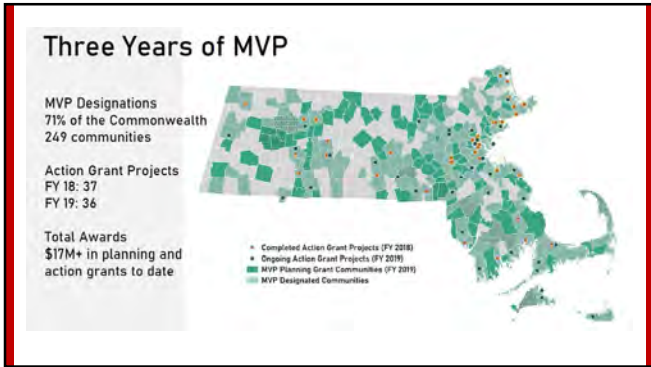 Three Years of MVP
MVP Designations
71% of the Commonwealth
249 communities
Action Grant Projects
FY 18: 37
FY 19: 36
Total Awards
$17M+ in planning and
action grants to date
Completed Action Grant Projects (FY 2018)
Ongoing Action Grant Projects (FY 2019)
MVP Planning Grant Communities (FY 2019)
MVP Designated Communities